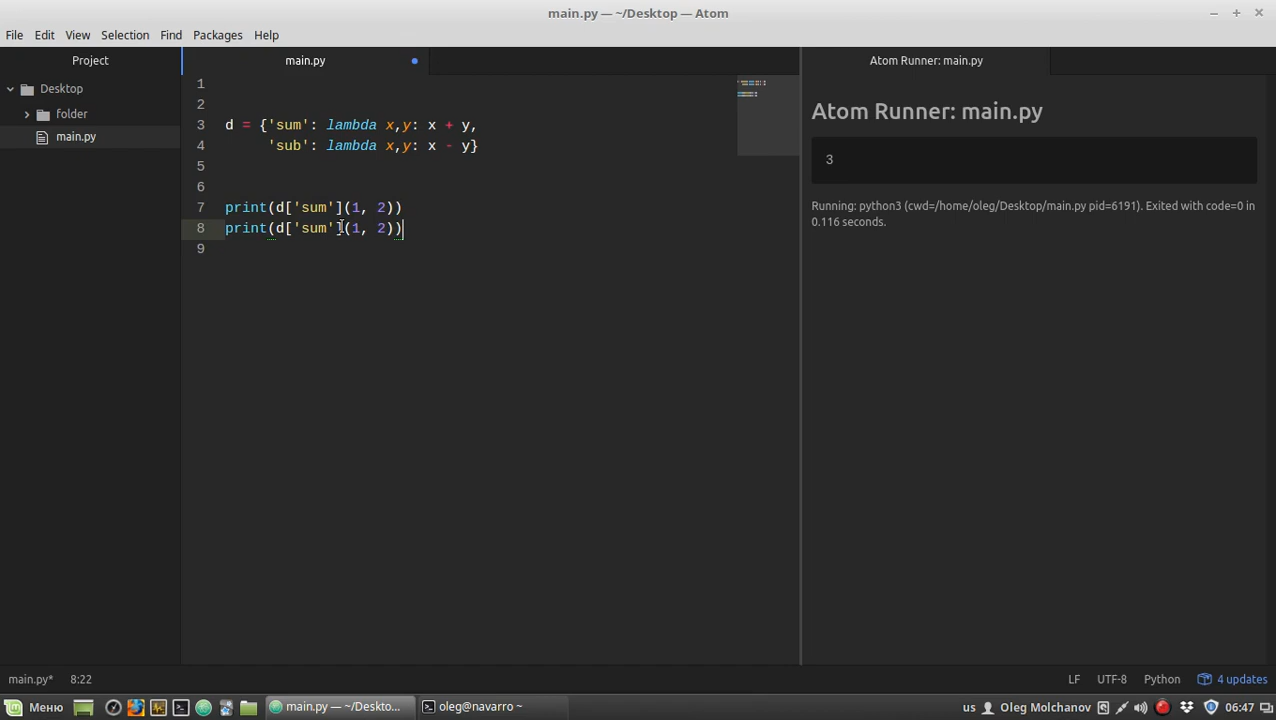 main.py — ~/Desktop — Atom
File Edit View Selection Find Packages Help
Project
main.py
Atom Runner: main.py
Desktop
folder
main.py
1
2
3 d = {'sum': lambda x,y: x + y,
4 'sub': lambda x,y: x - y}
5
6
7 print(d['sum'](1, 2))
8 print(d['sum'](1, 2))
9
Atom Runner: main.py
3
Running: python3 (cwd=/home/oleg/Desktop/main.py pid=6191). Exited with code=0 in
0.116 seconds.
main.py* 8:22 LF UTF-8 Python 4 updates
Меню main.py — ~/Deskto... oleg@navarro ~ us Oleg Molchanov 06:47